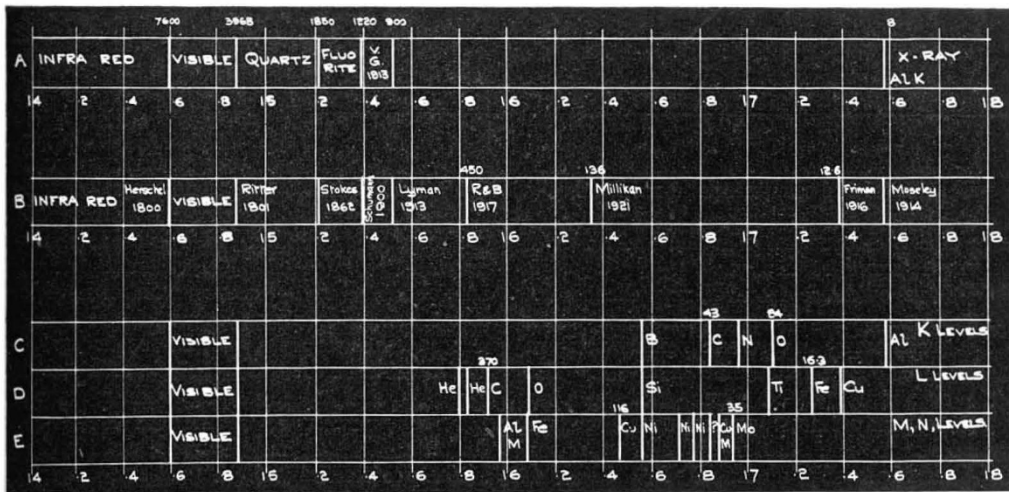 7600 3968 1850 1220 900 8
A INFRA RED VISIBLE QUARTZ FLUO RITE V. G. 1913 X-RAY
Al K
14 .2 .4 .6 .8 15 .2 .4 .6 .8 16 .2 .4 .6 .8 17 .2 .4 .6 .8 18
450 136 12.6
B INFRA RED Herschel 1800 VISIBLE Ritter 1801 Stokes 1862 Schumann 1900 Lyman 1913 R&B 1917 Millikan 1921 Friman 1916 Moseley 1914
14 .2 .4 .6 .8 15 .2 .4 .6 .8 16 .2 .4 .6 .8 17 .2 .4 .6 .8 18
43
C VISIBLE B C N O Al K LEVELS
370 16.3
D VISIBLE He He C O Si Ti Fe Cu L LEVELS
116 35
E VISIBLE Al M Fe Cu Ni Ni Ni ? Cu M Mo M, N, LEVELS
14 .2 .4 .6 .8 15 .2 .4 .6 .8 16 .2 .4 .6 .8 17 .2 .4 .6 .8 18